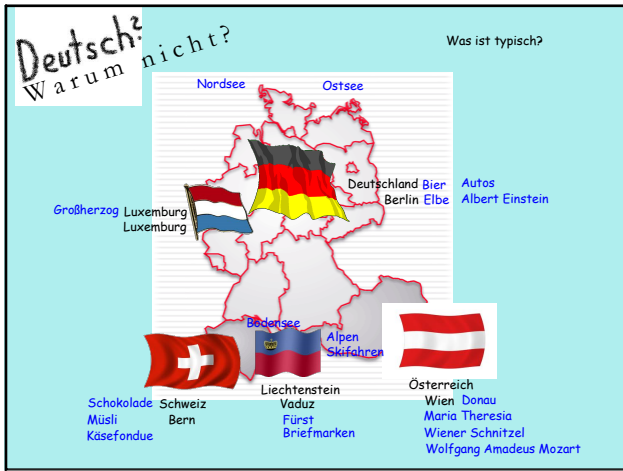 Deutsch?
Warum nicht?
Was ist typisch?
Nordsee Ostsee
Deutschland Bier Autos
Berlin Elbe Albert Einstein
Großherzog Luxemburg
Luxemburg
Bodensee
Alpen
Skifahren
Schokolade Schweiz
Müsli Bern
Käsefondue
Liechtenstein
Vaduz
Fürst
Briefmarken
Österreich
Wien Donau
Maria Theresia
Wiener Schnitzel
Wolfgang Amadeus Mozart